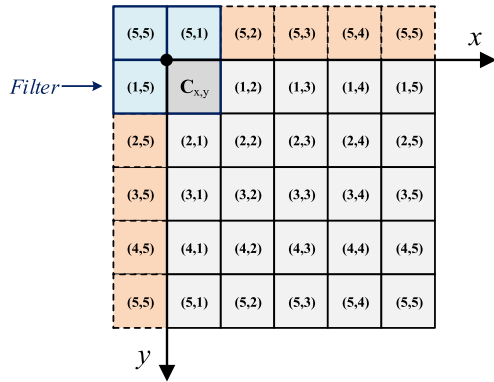 (5,5) (5,1) (5,2) (5,3) (5,4) (5,5)
x
Filter (1,5) Cx,y (1,2) (1,3) (1,4) (1,5)
(2,5) (2,1) (2,2) (2,3) (2,4) (2,5)
(3,5) (3,1) (3,2) (3,3) (3,4) (3,5)
(4,5) (4,1) (4,2) (4,3) (4,4) (4,5)
(5,5) (5,1) (5,2) (5,3) (5,4) (5,5)
y